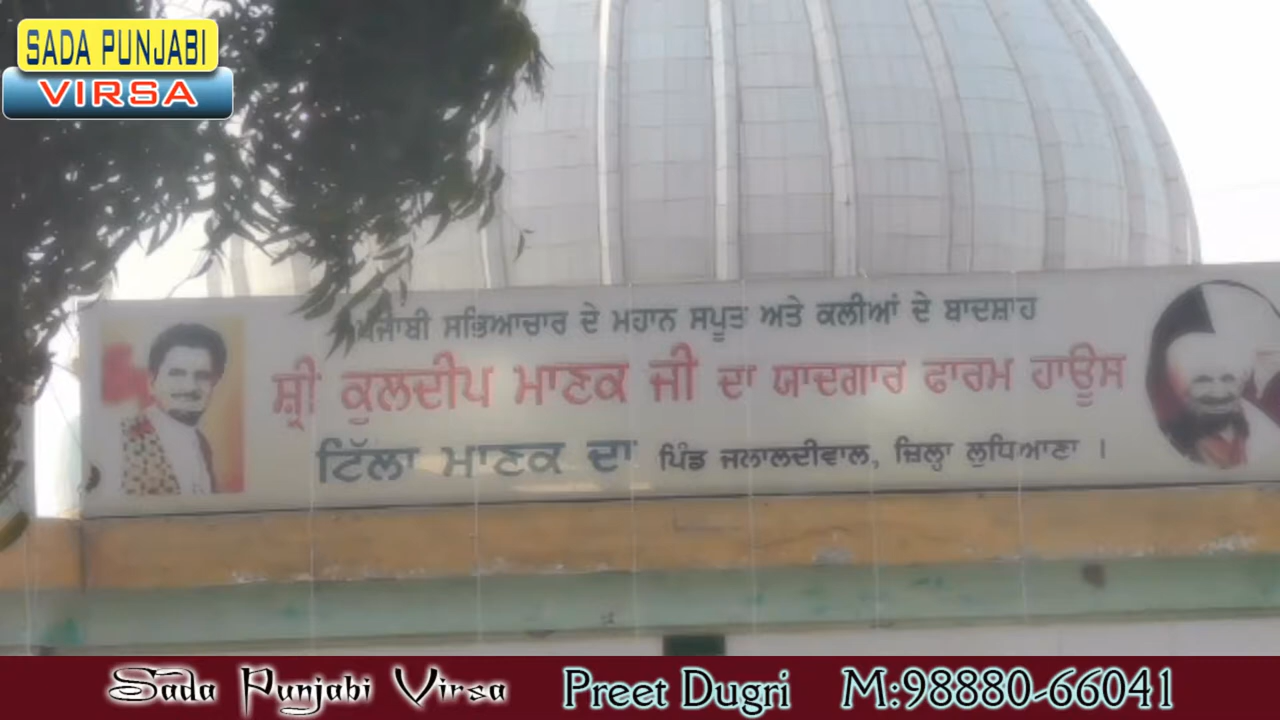 SADA PUNJABI
VIRSA
ਪੰਜਾਬੀ ਸਭਿਆਚਾਰ ਦੇ ਮਹਾਨ ਸਪੂਤ ਅਤੇ ਕਲੀਆਂ ਦੇ ਬਾਦਸ਼ਾਹ
ਸ਼੍ਰੀ ਕੁਲਦੀਪ ਮਾਣਕ ਜੀ ਦਾ ਯਾਦਗਾਰ ਫਾਰਮ ਹਾਊਸ
ਟਿੱਲਾ ਮਾਣਕ ਦਾ ਪਿੰਡ ਜਲਾਲਦੀਵਾਲ, ਜ਼ਿਲ੍ਹਾ ਲੁਧਿਆਣਾ ।
Sada Punjabi Virsa Preet Dugri M:98880-66041